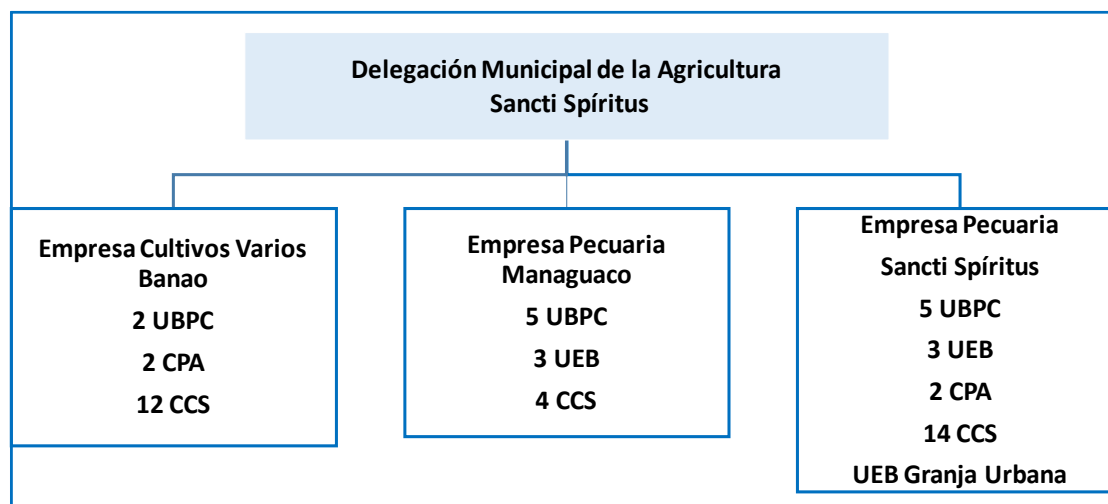 Delegación Municipal de la Agricultura
Sancti Spíritus
Empresa Cultivos Varios
Banao
2 UBPC
2 CPA
12 CCS
Empresa Pecuaria
Managuaco
5 UBPC
3 UEB
4 CCS
Empresa Pecuaria
Sancti Spíritus
5 UBPC
3 UEB
2 CPA
14 CCS
UEB Granja Urbana